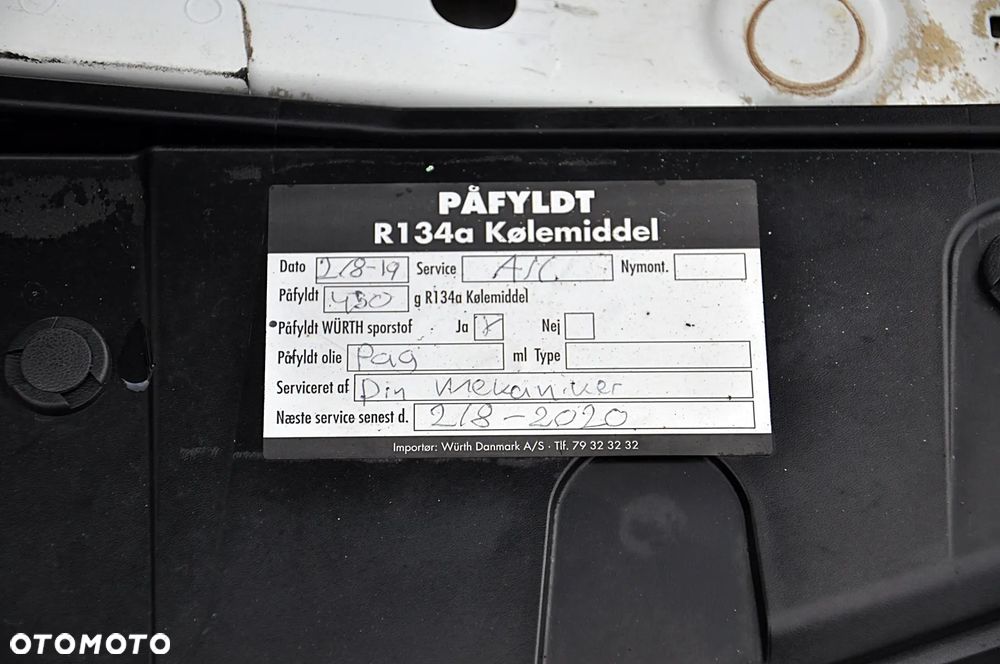 PÅFYLDT
R134a Kølemiddel
Dato 2/8-19 Service A/C. Nymont.
Påfyldt 450 g R134a Kølemiddel
Påfyldt WÜRTH sporstof Ja x Nej
Påfyldt olie Pag ml Type
Serviceret af Din Mekaniker
Næste service senest d. 2/8-2020
Importør: Würth Danmark A/S · Tlf. 79 32 32 32
OTOMOTO